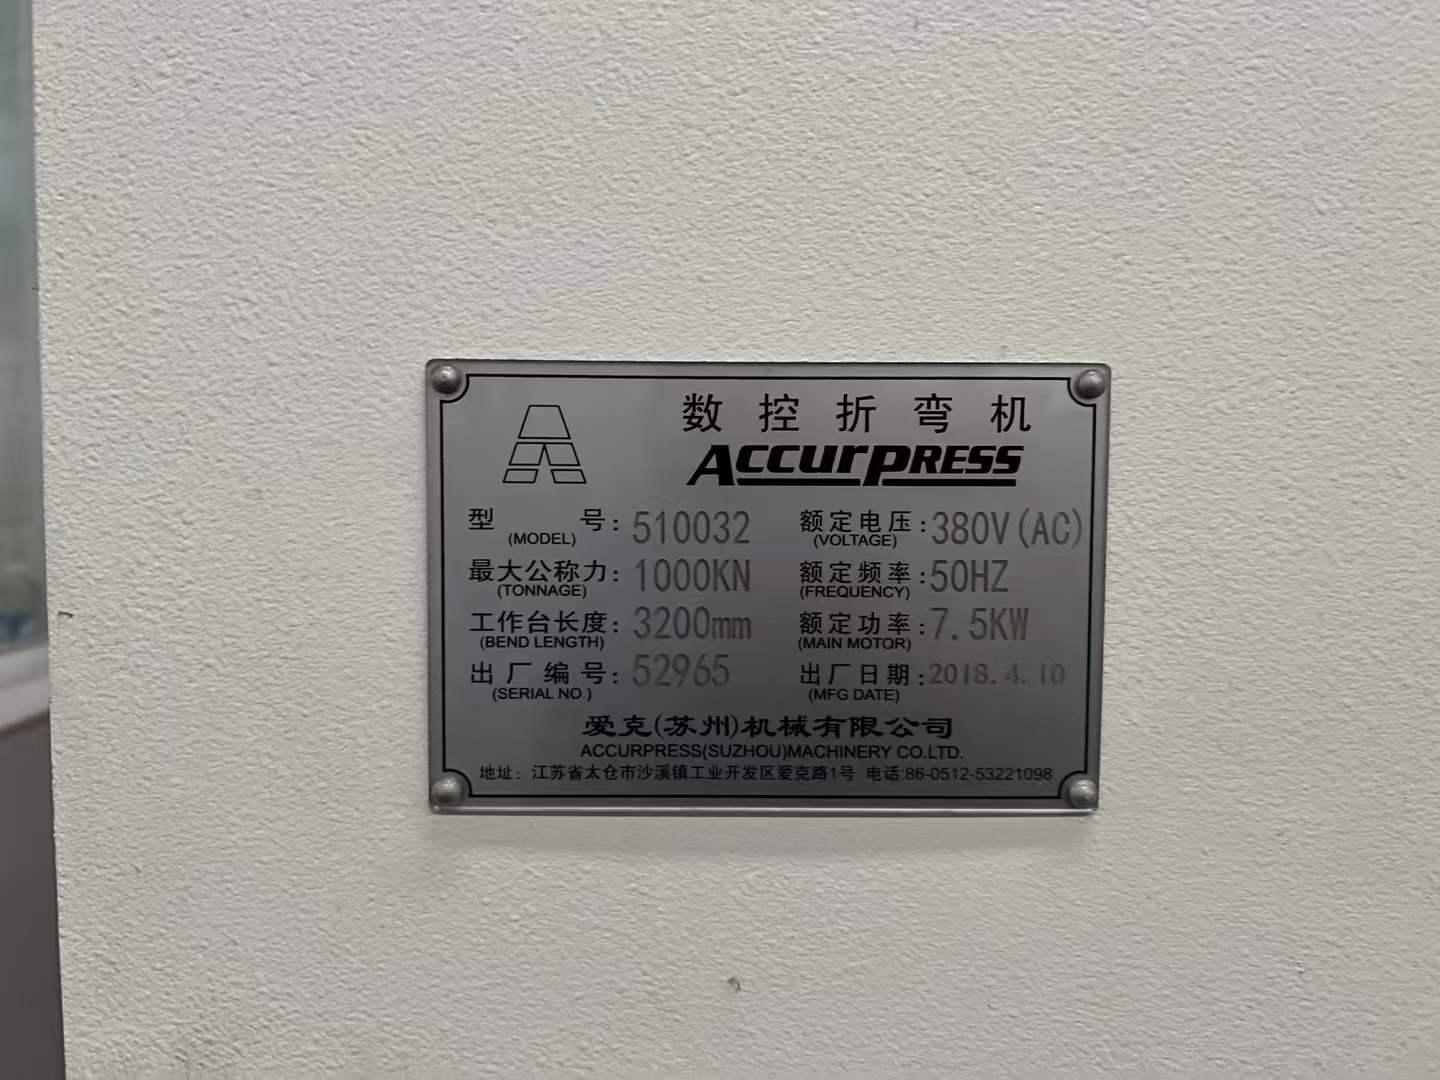 数控折弯机
ACCURPRESS
型号: 510032 额定电压: 380V(AC)
(MODEL) (VOLTAGE)
最大公称力: 1000KN 额定频率: 50HZ
(TONNAGE) (FREQUENCY)
工作台长度: 3200mm 额定功率: 7.5KW
(BEND LENGTH) (MAIN MOTOR)
出厂编号: 52965 出厂日期: 2018.4.10
(SERIAL NO.) (MFG DATE)
爱克(苏州)机械有限公司
ACCURPRESS(SUZHOU)MACHINERY CO.LTD.
地址: 江苏省太仓市沙溪镇工业开发区爱克路1号 电话:86-0512-53221098